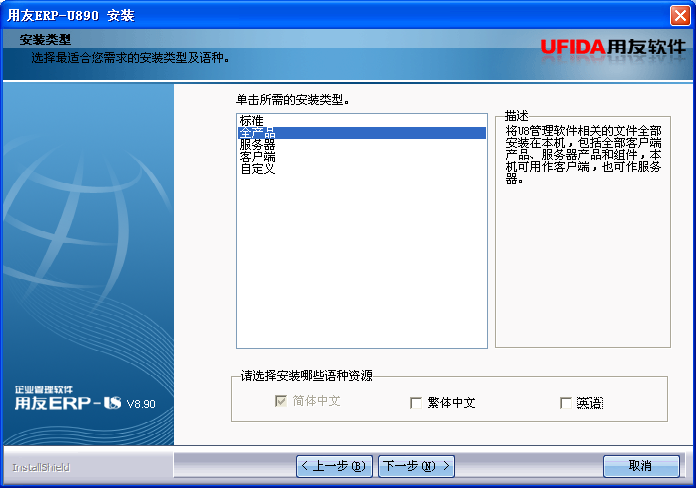 用友ERP-U890 安装
安装类型
选择最适合您需求的安装类型及语种。
UFIDA用友软件
单击所需的安装类型。
标准
全产品
服务器
客户端
自定义
描述
将U8管理软件相关的文件全部
安装在本机，包括全部客户端
产品、服务器产品和组件，本
机可用作客户端，也可作服务
器。
请选择安装哪些语种资源
简体中文
繁体中文
英语
企业管理软件
用友ERP-U8 V8.90
InstallShield
< 上一步(B)
下一步(N) >
取消